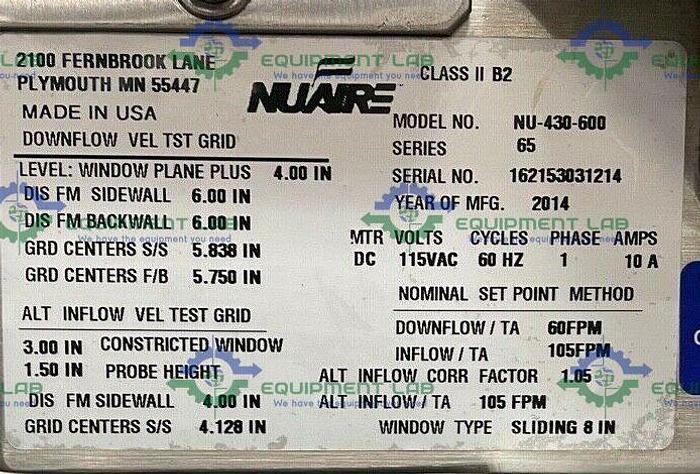 2100 FERNBROOK LANE
PLYMOUTH MN 55447
MADE IN USA
NUAIRE
CLASS II B2
DOWNFLOW VEL TST GRID
LEVEL: WINDOW PLANE PLUS 4.00 IN
DIS FM SIDEWALL 6.00 IN
DIS FM BACKWALL 6.00 IN
GRD CENTERS S/S 5.838 IN
GRD CENTERS F/B 5.750 IN
ALT INFLOW VEL TEST GRID
3.00 IN CONSTRICTED WINDOW
1.50 IN PROBE HEIGHT
DIS FM SIDEWALL 4.00 IN
GRID CENTERS S/S 4.128 IN
MODEL NO. NU-430-600
SERIES 65
SERIAL NO. 162153031214
YEAR OF MFG. 2014
MTR VOLTS CYCLES PHASE AMPS
DC 115VAC 60 HZ 1 10 A
NOMINAL SET POINT METHOD
DOWNFLOW / TA 60FPM
INFLOW / TA 105FPM
ALT INFLOW CORR FACTOR 1.05
ALT INFLOW / TA 105 FPM
WINDOW TYPE SLIDING 8 IN
EQUIPMENT LAB
We have the equipment you need